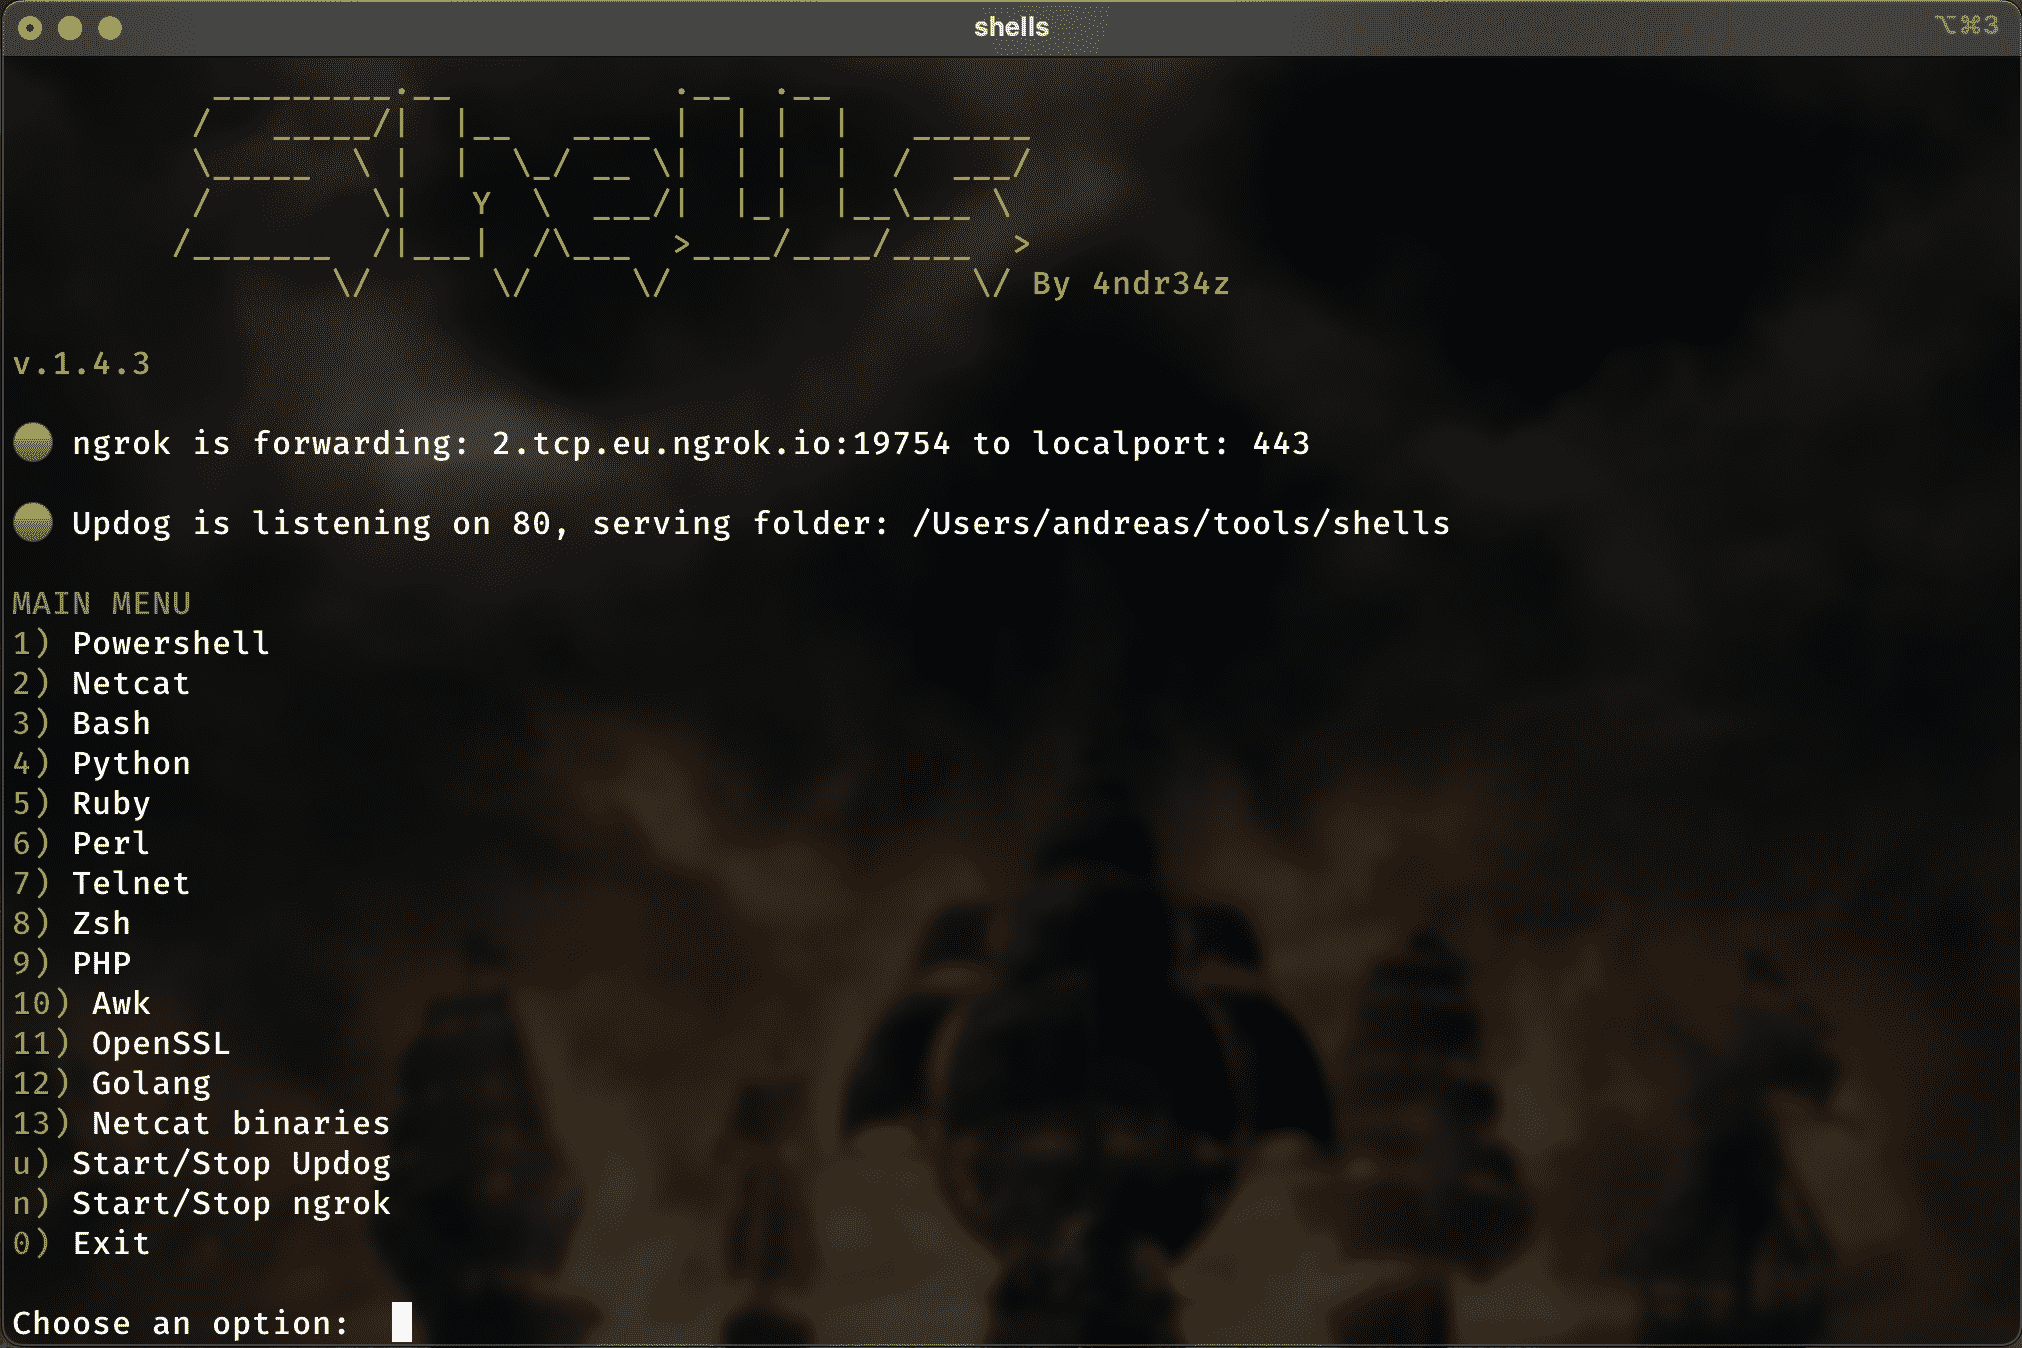 shells
⌥⌘3
By 4ndr34z
v.1.4.3
ngrok is forwarding: 2.tcp.eu.ngrok.io:19754 to localport: 443
Updog is listening on 80, serving folder: /Users/andreas/tools/shells
MAIN MENU
1) Powershell
2) Netcat
3) Bash
4) Python
5) Ruby
6) Perl
7) Telnet
8) Zsh
9) PHP
10) Awk
11) OpenSSL
12) Golang
13) Netcat binaries
u) Start/Stop Updog
n) Start/Stop ngrok
0) Exit
Choose an option: